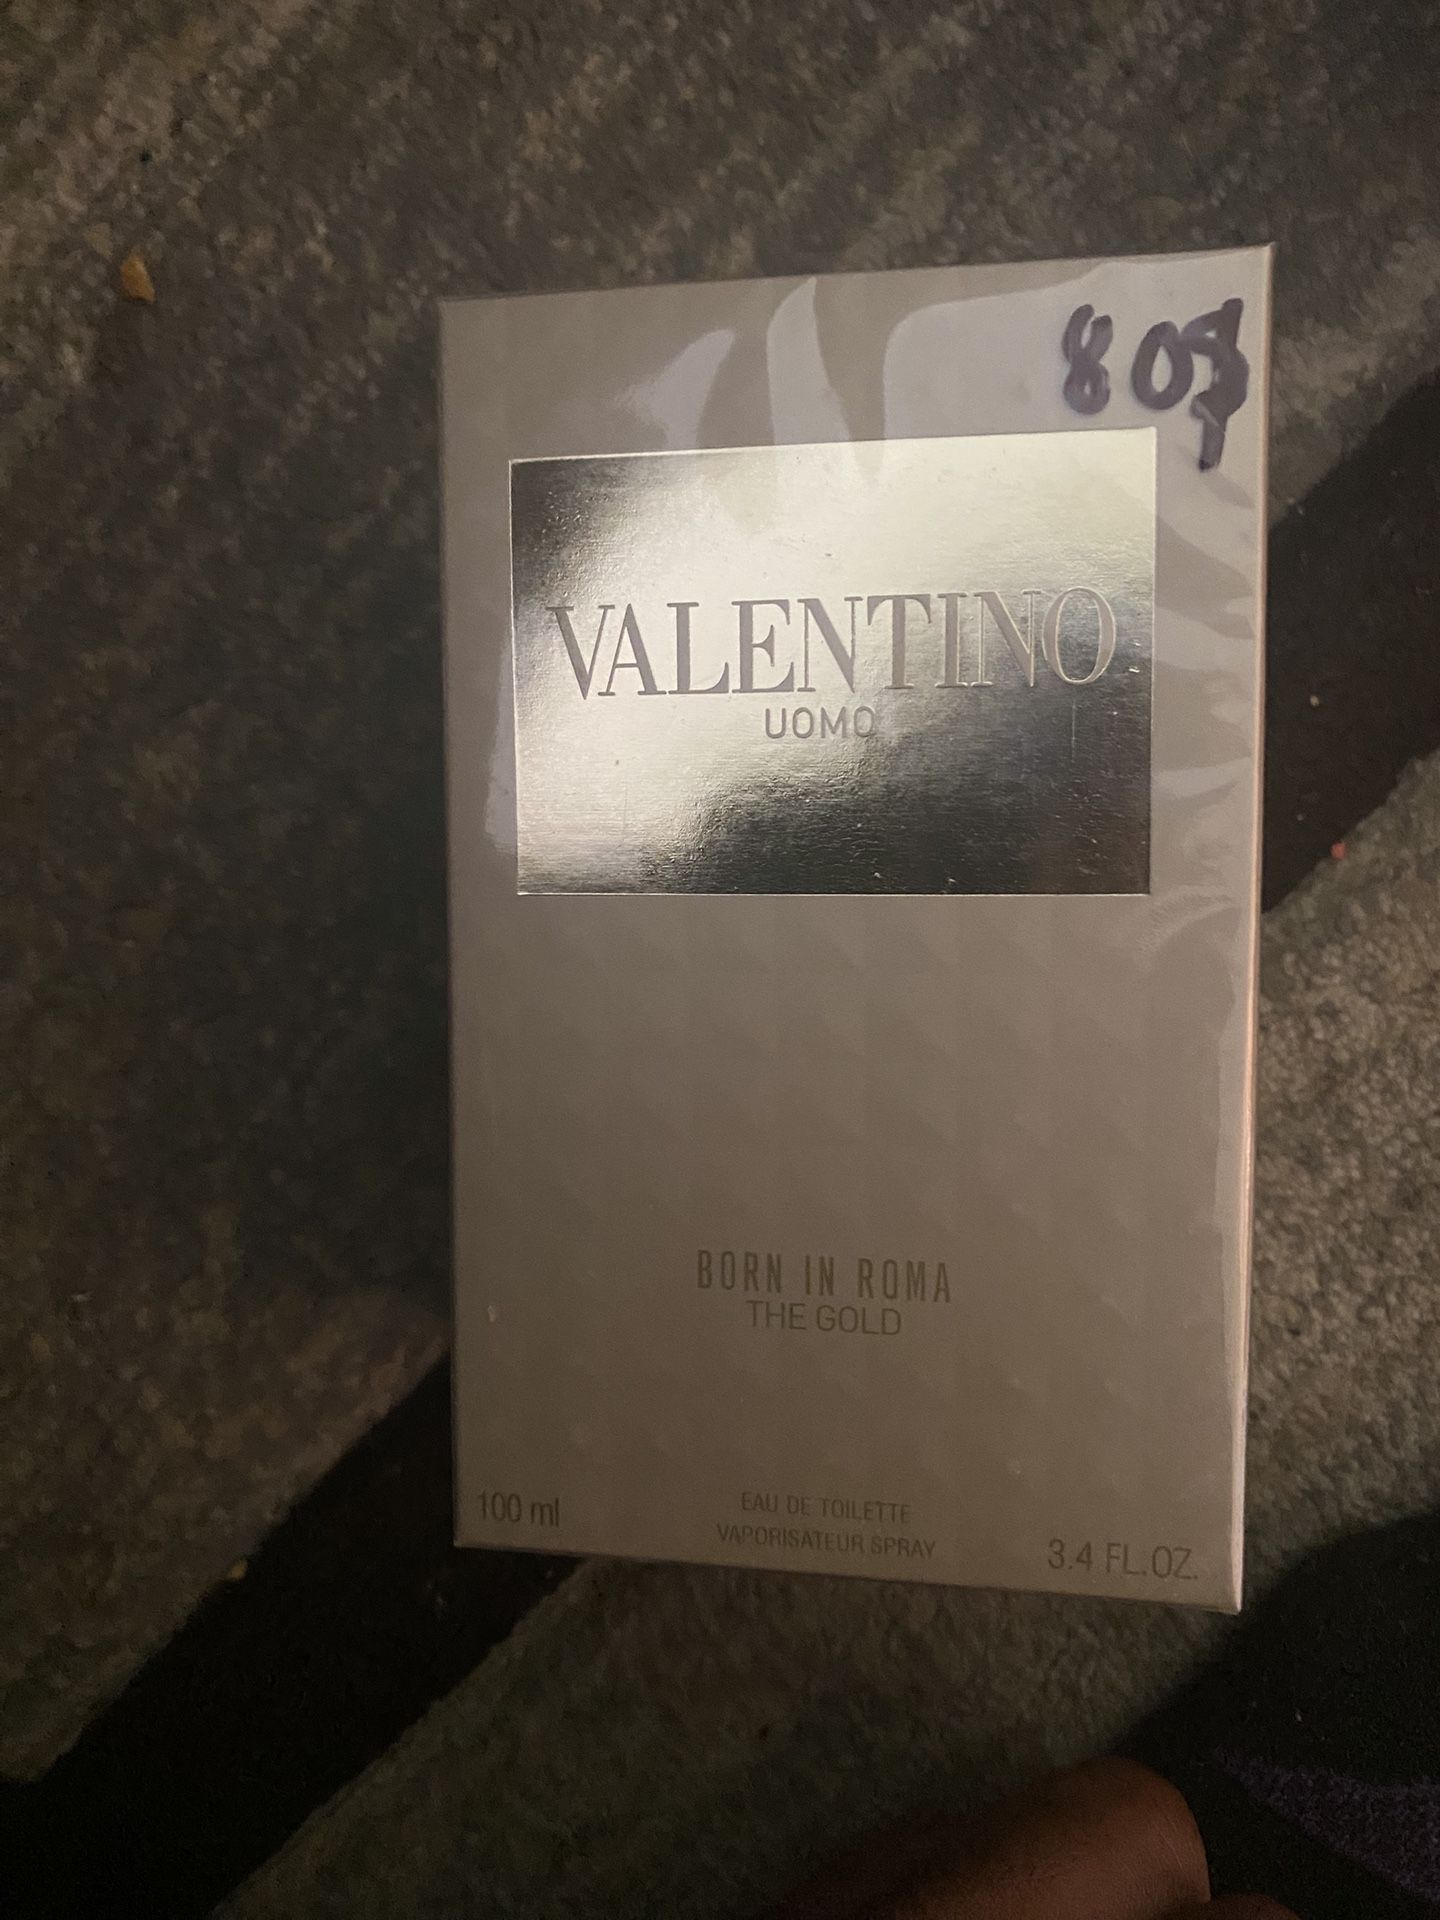 80$
VALENTINO
UOMO
BORN IN ROMA
THE GOLD
100 ml
EAU DE TOILETTE
VAPORISATEUR SPRAY
3.4 FL.OZ.